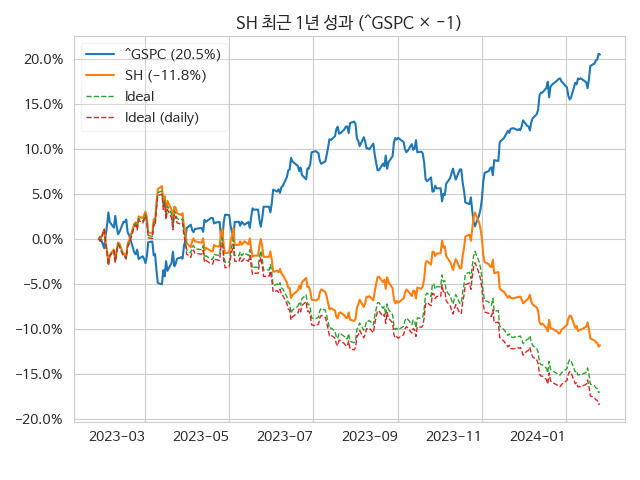 SH 최근 1년 성과 (^GSPC × −1)
^GSPC (20.5%)
SH (−11.8%)
Ideal
Ideal (daily)
20.0%
15.0%
10.0%
5.0%
0.0%
−5.0%
−10.0%
−15.0%
−20.0%
2023−03 2023−05 2023−07 2023−09 2023−11 2024−01